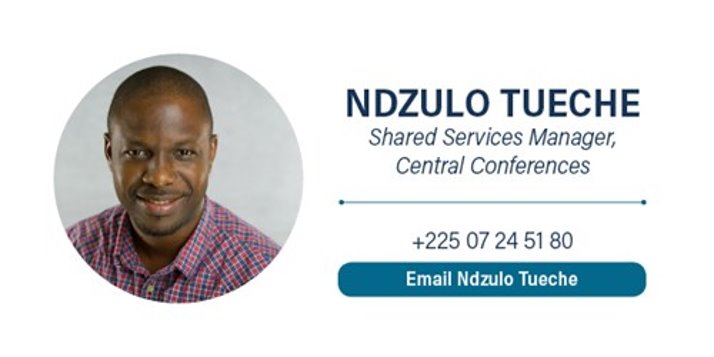 NDZULO TUECHE
Shared Services Manager,
Central Conferences
+225 07 24 51 80
Email Ndzulo Tueche